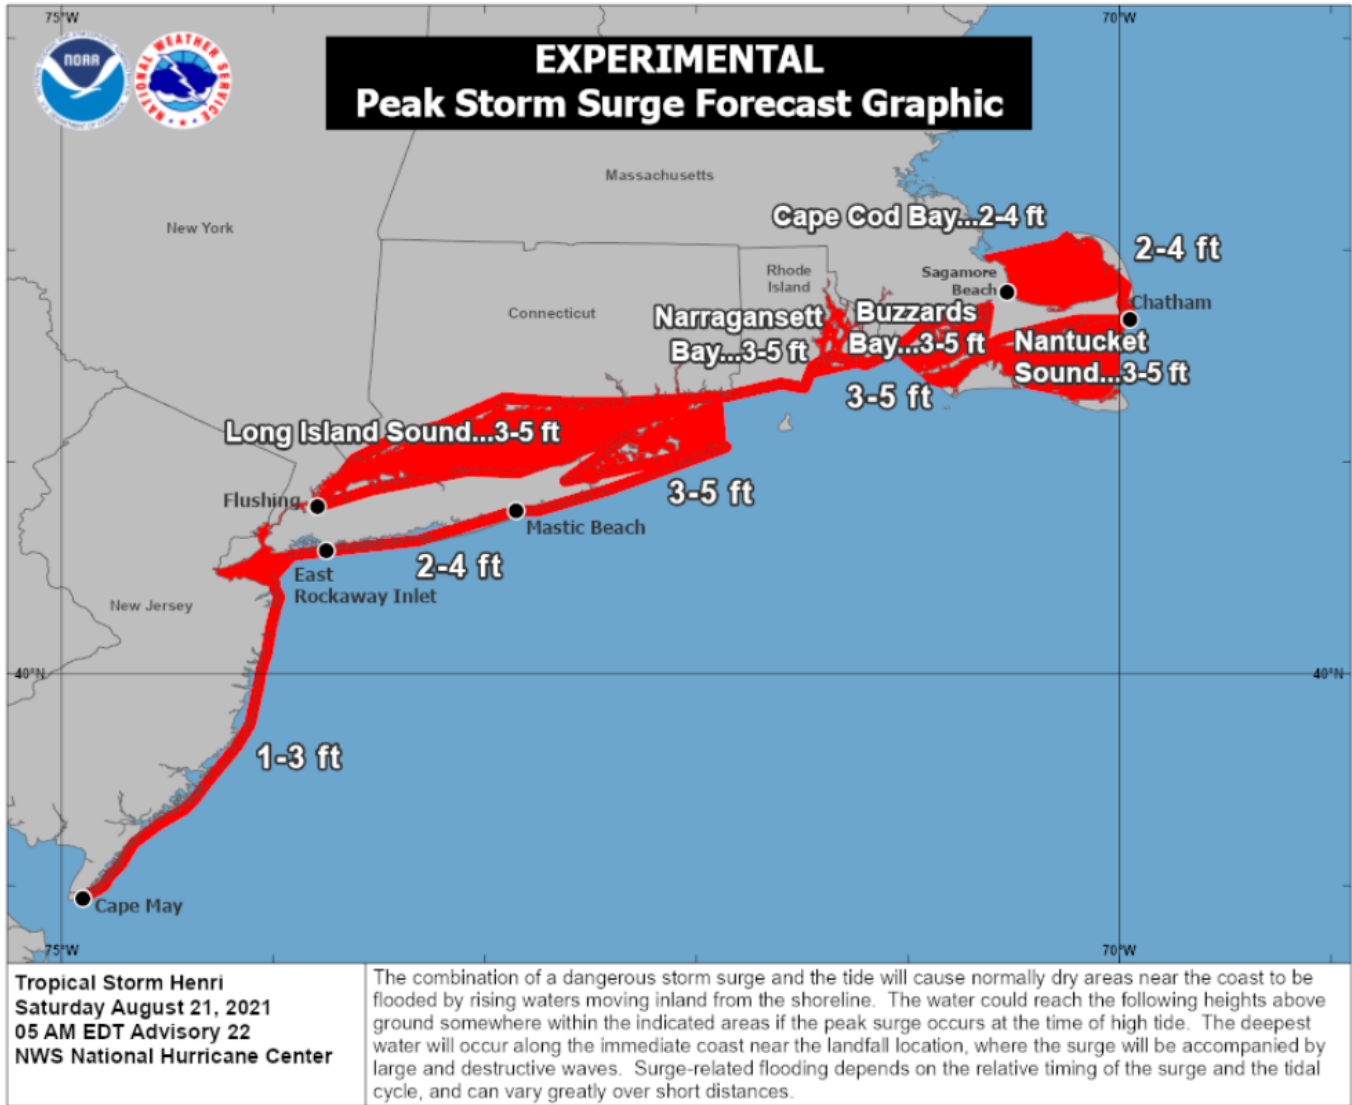 75°W
70°W
NOAA
NATIONAL WEATHER SERVICE
EXPERIMENTAL
Peak Storm Surge Forecast Graphic
Massachusetts
New York
Cape Cod Bay...2-4 ft
2-4 ft
Rhode
Island
Sagamore
Beach
Chatham
Connecticut
Narragansett
Bay...3-5 ft
Buzzards
Bay...3-5 ft
Nantucket
Sound...3-5 ft
3-5 ft
Long Island Sound...3-5 ft
Flushing
3-5 ft
Mastic Beach
2-4 ft
East
Rockaway Inlet
New Jersey
40°N
40°N
1-3 ft
Cape May
75°W
70°W
Tropical Storm Henri
Saturday August 21, 2021
05 AM EDT Advisory 22
NWS National Hurricane Center
The combination of a dangerous storm surge and the tide will cause normally dry areas near the coast to be
flooded by rising waters moving inland from the shoreline.  The water could reach the following heights above
ground somewhere within the indicated areas if the peak surge occurs at the time of high tide.  The deepest
water will occur along the immediate coast near the landfall location, where the surge will be accompanied by
large and destructive waves.  Surge-related flooding depends on the relative timing of the surge and the tidal
cycle, and can vary greatly over short distances.